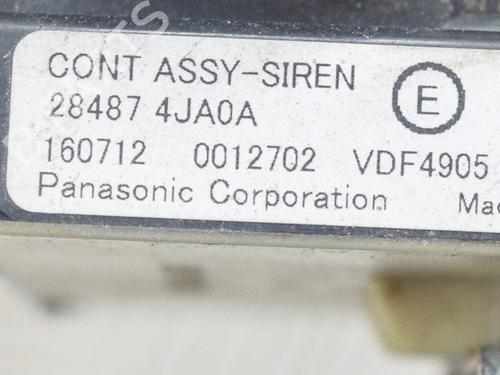 CONT ASSY-SIREN
E
28487 4JA0A
160712 0012702 VDF4905
Panasonic Corporation